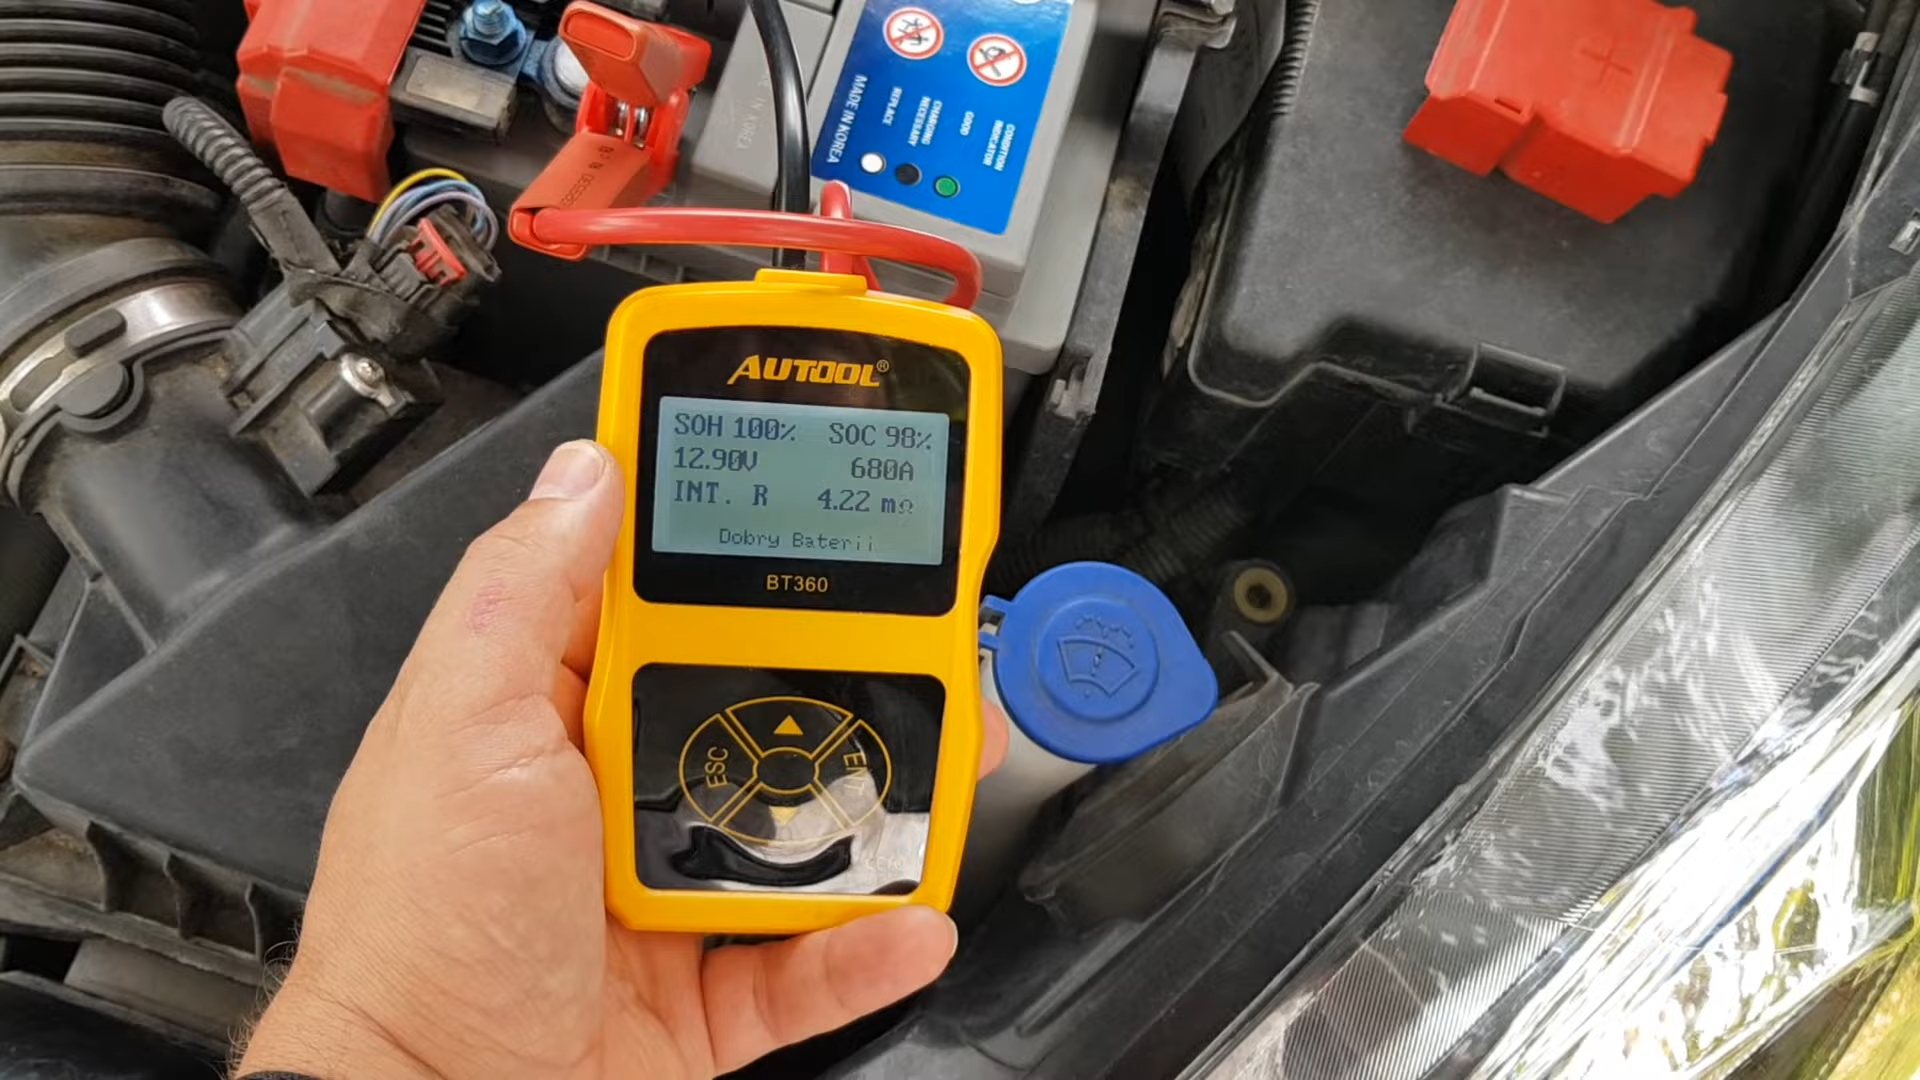 MADE IN KOREA
REPLACE
CHARGING
NECESSARY
GOOD
CONDITION
INDICATOR
AUTOOL®
SOH 100% SOC 98%
12.90V 680A
INT. R 4.22 mΩ
Dobry Baterii
BT360
ESC
ENT